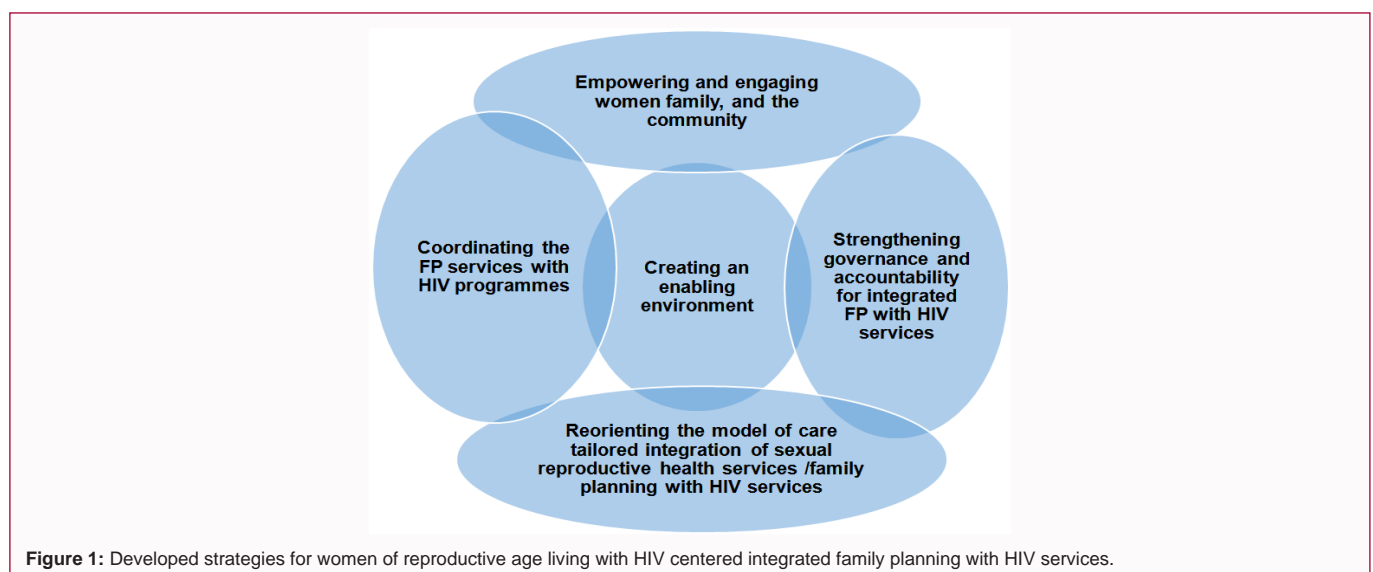 Empowering and engaging
women family, and the
community
Coordinating the
FP services with
HIV programmes
Creating an
enabling
environment
Strengthening
governance and
accountability
for integrated
FP with HIV
services
Reorienting the model of care
tailored integration of sexual
reproductive health services /family
planning with HIV services
Figure 1: Developed strategies for women of reproductive age living with HIV centered integrated family planning with HIV services.